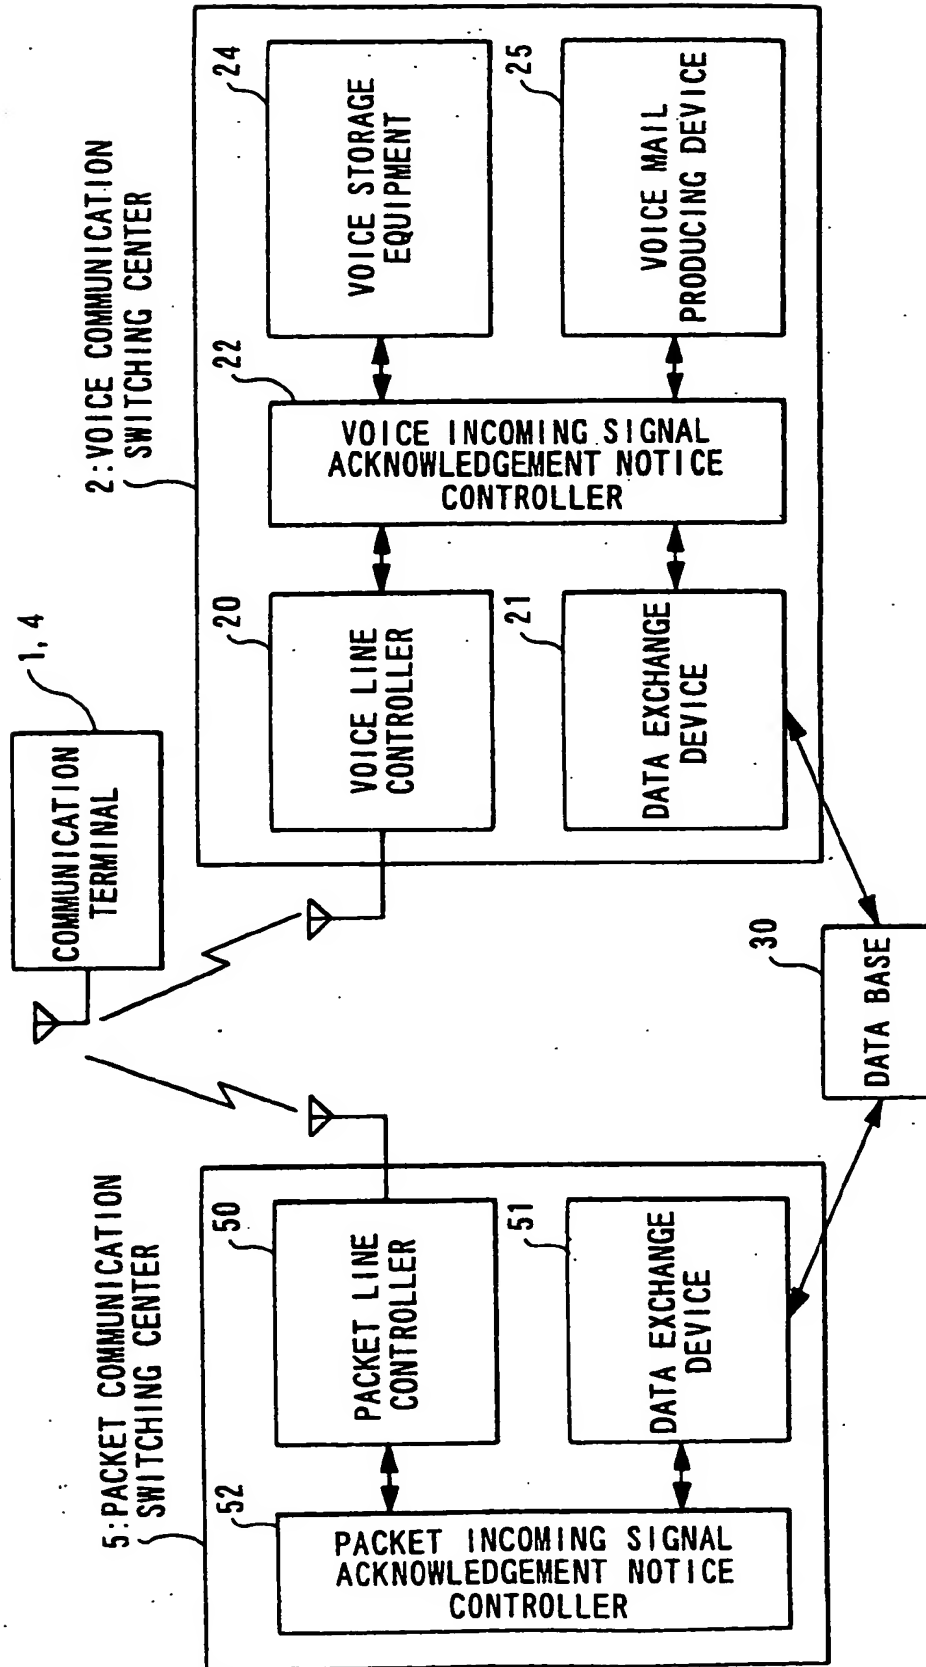 1, 4
COMMUNICATION
TERMINAL
5:PACKET COMMUNICATION
SWITCHING CENTER
52
PACKET INCOMING SIGNAL
ACKNOWLEDGEMENT NOTICE
CONTROLLER
50
PACKET LINE
CONTROLLER
51
DATA EXCHANGE
DEVICE
30
DATA BASE
2:VOICE COMMUNICATION
SWITCHING CENTER
20
VOICE LINE
CONTROLLER
21
DATA EXCHANGE
DEVICE
22
VOICE INCOMING SIGNAL
ACKNOWLEDGEMENT NOTICE
CONTROLLER
24
VOICE STORAGE
EQUIPMENT
25
VOICE MAIL
PRODUCING DEVICE